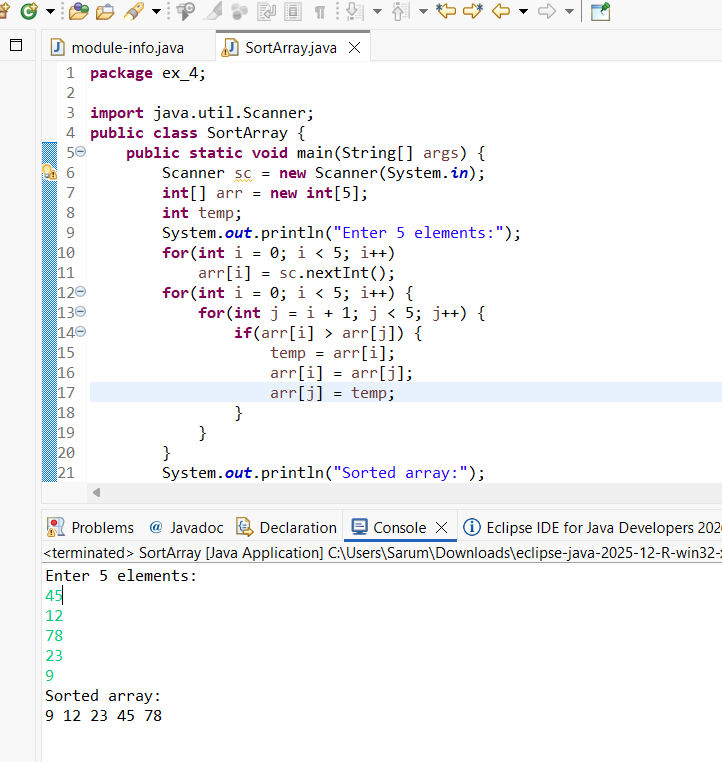 module-info.java
SortArray.java
1 package ex_4;
2
3 import java.util.Scanner;
4 public class SortArray {
5     public static void main(String[] args) {
6         Scanner sc = new Scanner(System.in);
7         int[] arr = new int[5];
8         int temp;
9         System.out.println("Enter 5 elements:");
10         for(int i = 0; i < 5; i++)
11             arr[i] = sc.nextInt();
12         for(int i = 0; i < 5; i++) {
13             for(int j = i + 1; j < 5; j++) {
14                 if(arr[i] > arr[j]) {
15                     temp = arr[i];
16                     arr[i] = arr[j];
17                     arr[j] = temp;
18                 }
19             }
20         }
21         System.out.println("Sorted array:");
Problems @ Javadoc Declaration Console Eclipse IDE for Java Developers 202
<terminated> SortArray [Java Application] C:\Users\Sarum\Downloads\eclipse-java-2025-12-R-win32-
Enter 5 elements:
45
12
78
23
9
Sorted array:
9 12 23 45 78